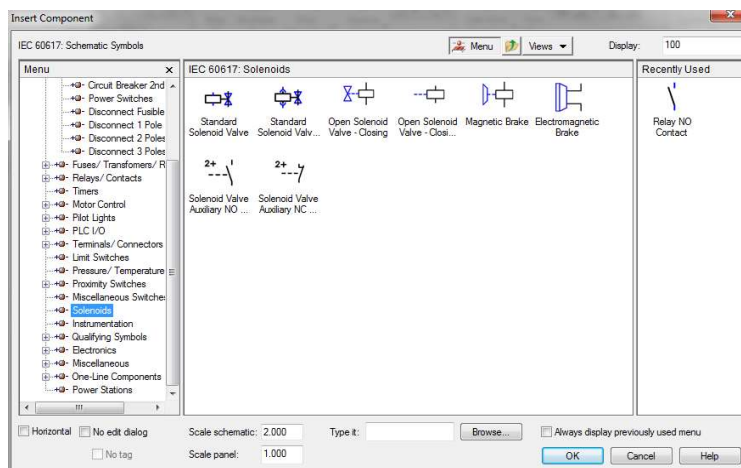 Insert Component
IEC 60617: Schematic Symbols
Menu
Views
Display:
100
Menu
x
Circuit Breaker 2nd
Power Switches
Disconnect Fusible
Disconnect 1 Pole
Disconnect 2 Poles
Disconnect 3 Poles
Fuses/ Transfomers/ R
Relays/ Contacts
Timers
Motor Control
Pilot Lights
PLC I/O
Terminals/ Connectors
Limit Switches
Pressure/ Temperature
Proximity Switches
Miscellaneous Switche
Solenoids
Instrumentation
Qualifying Symbols
Electronics
Miscellaneous
One-Line Components
Power Stations
IEC 60617: Solenoids
Standard
Solenoid Valve
Standard
Solenoid Valv...
Open Solenoid
Valve - Closing
Open Solenoid
Valve - Closi...
Magnetic Brake
Electromagnetic
Brake
2+
Solenoid Valve
Auxiliary NO ...
2+
Solenoid Valve
Auxiliary NC ...
Recently Used
Relay NO
Contact
Horizontal
No edit dialog
No tag
Scale schematic: 2.000
Scale panel: 1.000
Type it:
Browse...
Always display previously used menu
OK
Cancel
Help